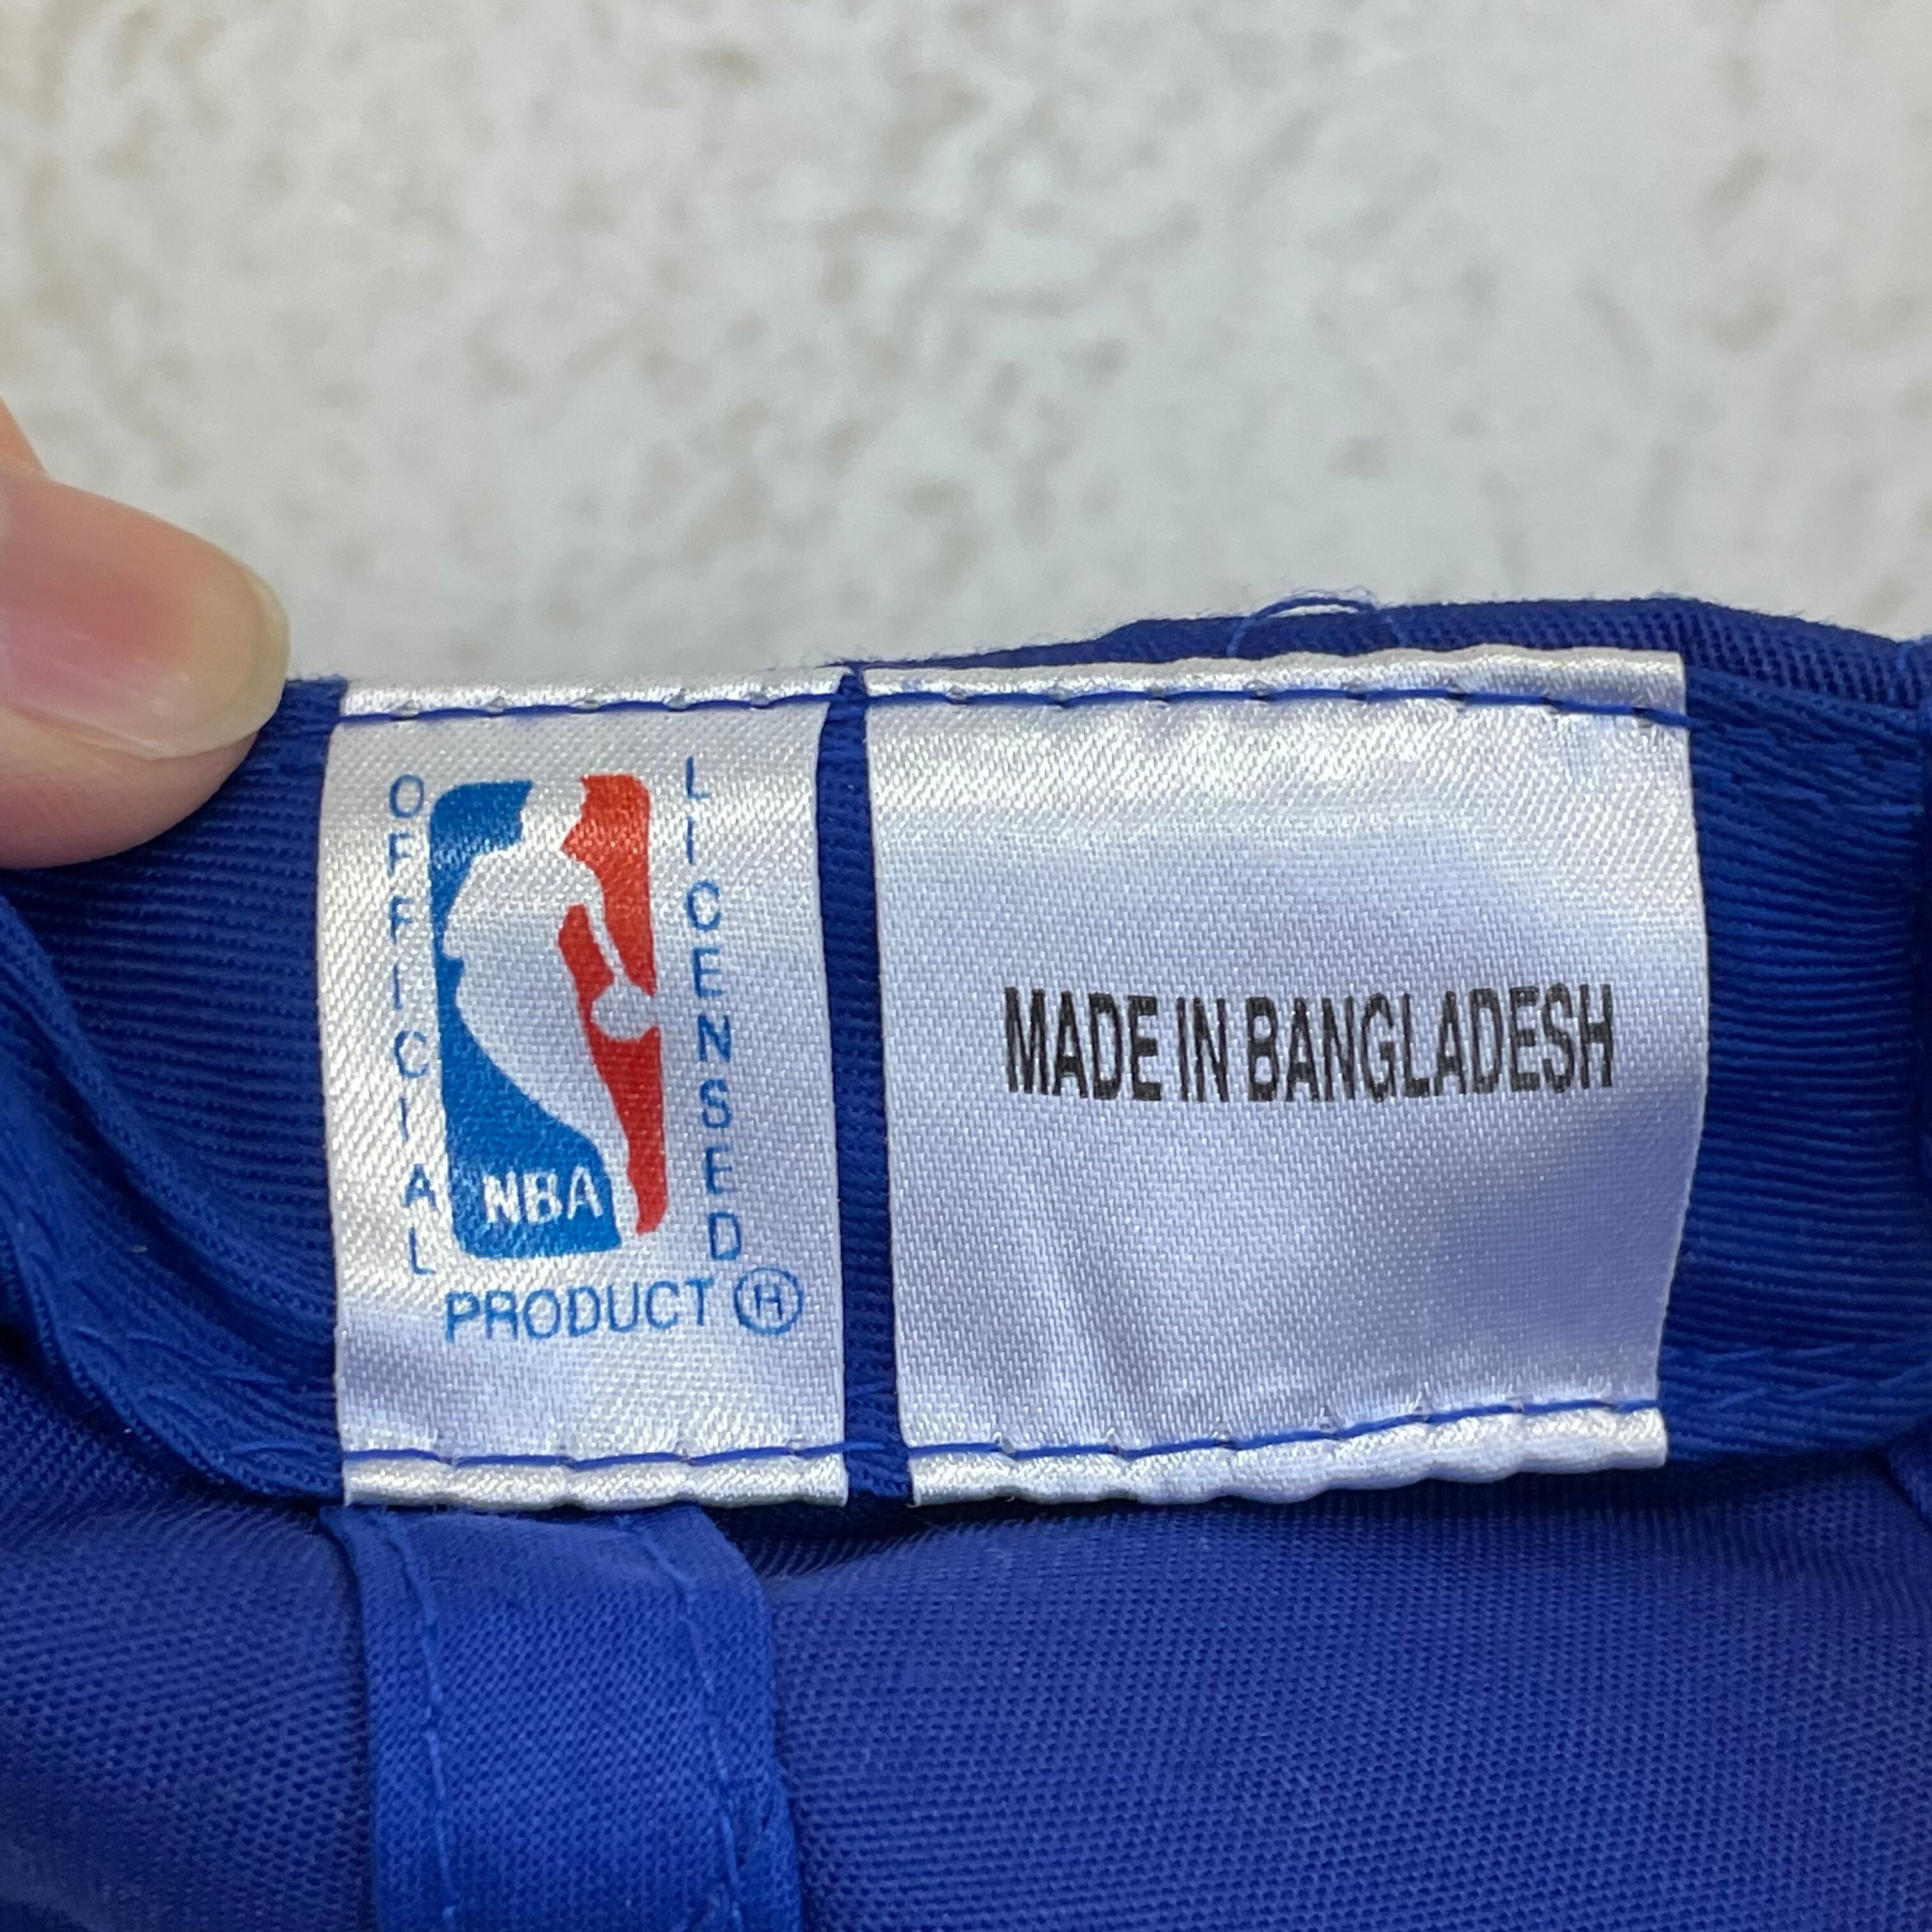 OFFICIAL
LICENSED
NBA
PRODUCT Ⓗ
MADE IN BANGLADESH